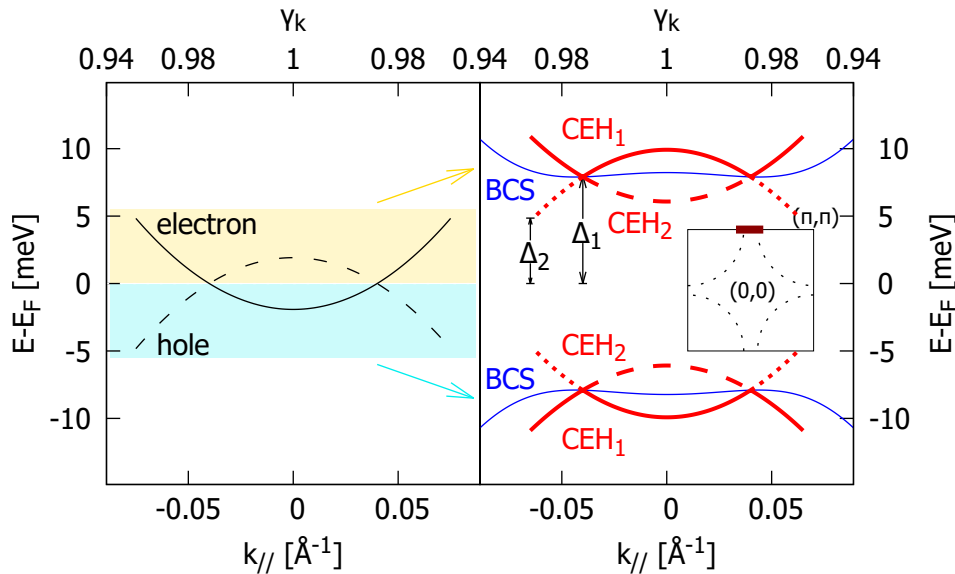 γk
γk
0.94 0.98 1 0.98 0.94 0.98 1 0.98 0.94
E-EF [meV]
10
5
0
-5
-10
electron
hole
-0.05 0 0.05
k// [Å-1]
CEH1
BCS
CEH2
Δ1
Δ2
(π,π)
(0,0)
CEH2
BCS
CEH1
10
5
0
-5
-10
E-EF [meV]
-0.05 0 0.05
k// [Å-1]